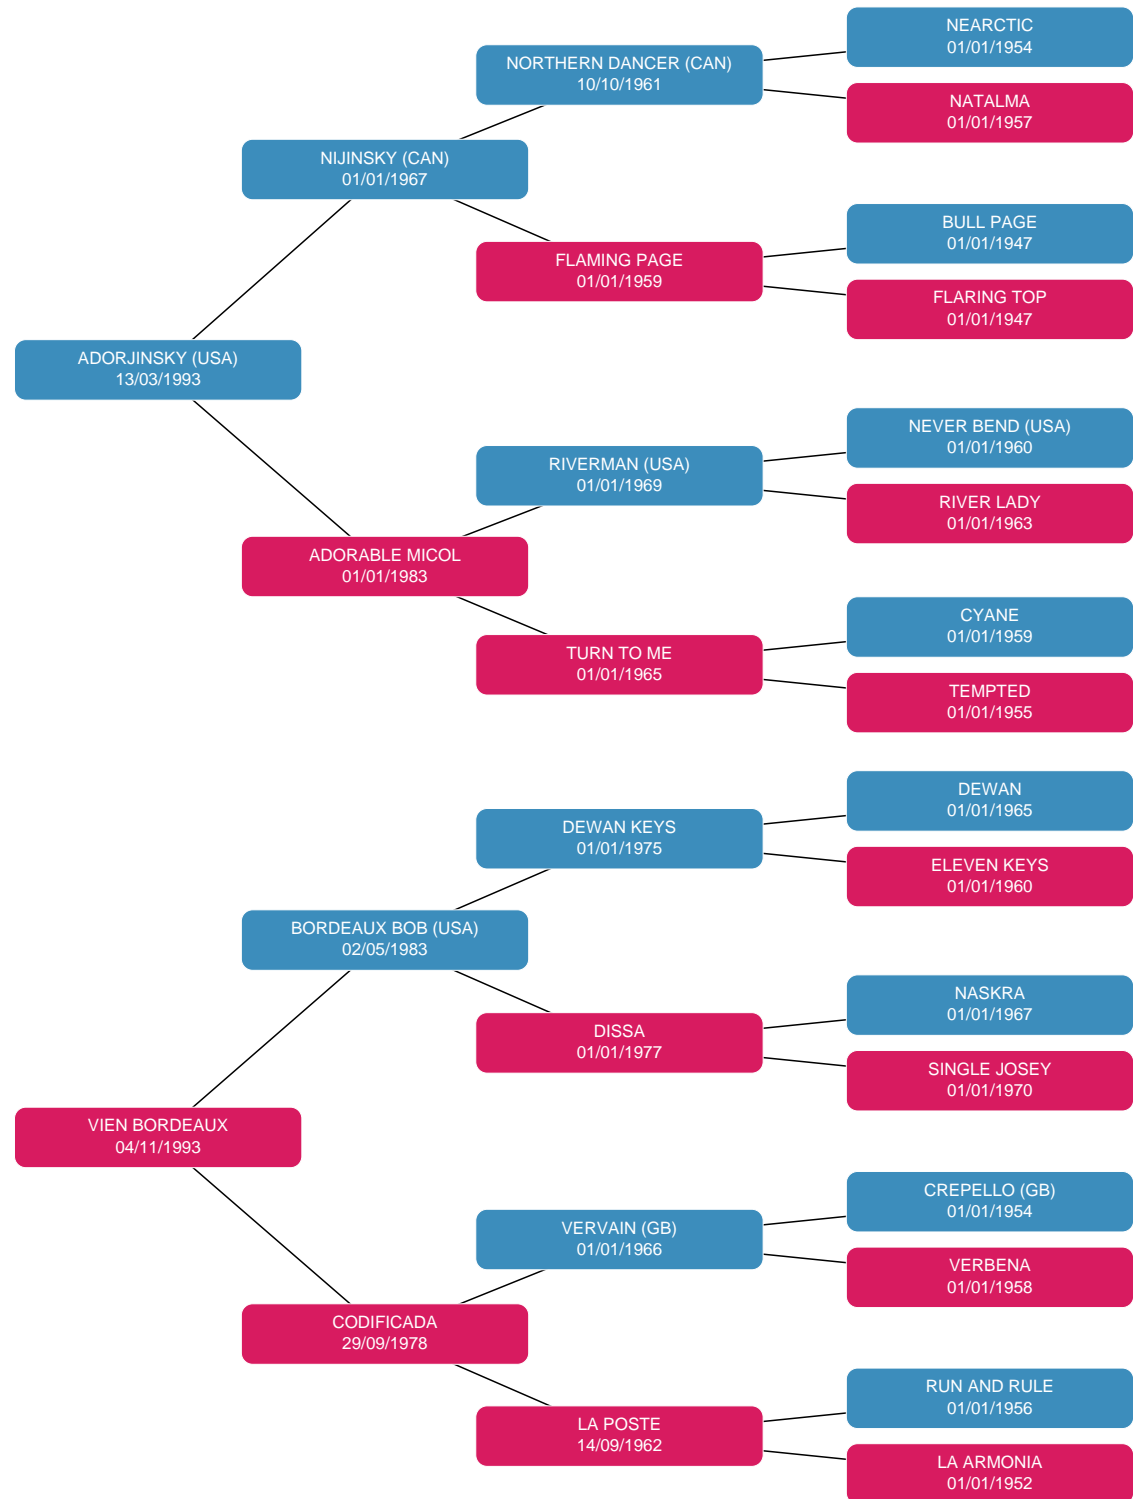 NEARCTIC
01/01/1954
NORTHERN DANCER (CAN)
10/10/1961
NATALMA
01/01/1957
NIJINSKY (CAN)
01/01/1967
BULL PAGE
01/01/1947
FLAMING PAGE
01/01/1959
FLARING TOP
01/01/1947
ADORJINSKY (USA)
13/03/1993
NEVER BEND (USA)
01/01/1960
RIVERMAN (USA)
01/01/1969
RIVER LADY
01/01/1963
ADORABLE MICOL
01/01/1983
CYANE
01/01/1959
TURN TO ME
01/01/1965
TEMPTED
01/01/1955
DEWAN
01/01/1965
DEWAN KEYS
01/01/1975
ELEVEN KEYS
01/01/1960
BORDEAUX BOB (USA)
02/05/1983
NASKRA
01/01/1967
DISSA
01/01/1977
SINGLE JOSEY
01/01/1970
VIEN BORDEAUX
04/11/1993
CREPELLO (GB)
01/01/1954
VERVAIN (GB)
01/01/1966
VERBENA
01/01/1958
CODIFICADA
29/09/1978
RUN AND RULE
01/01/1956
LA POSTE
14/09/1962
LA ARMONIA
01/01/1952